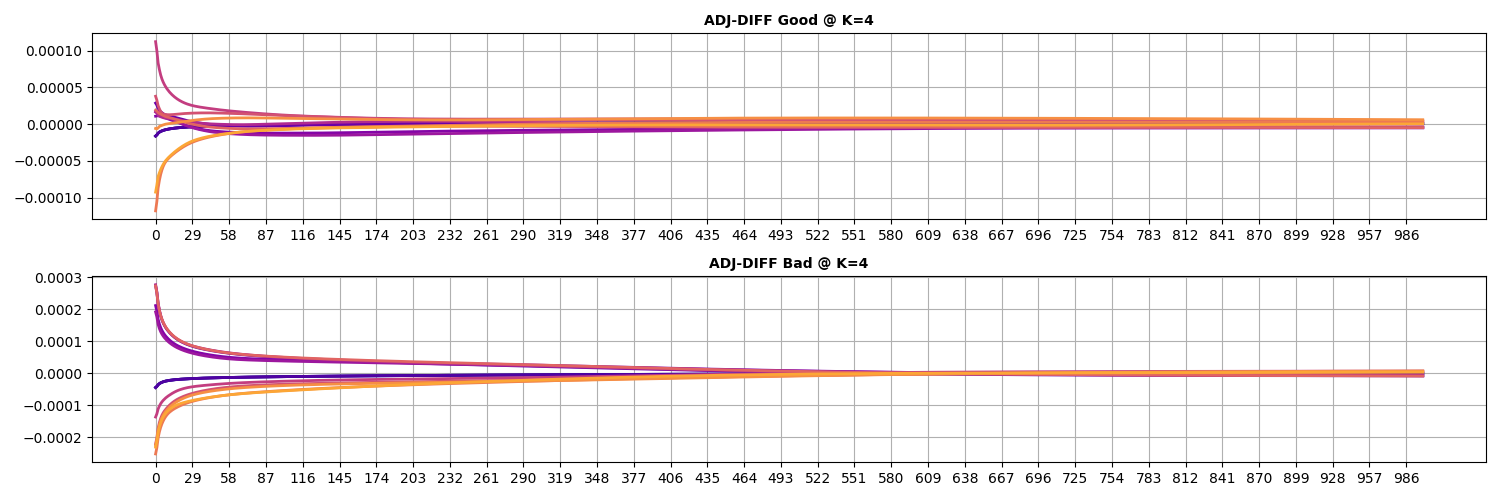 ADJ-DIFF Good @ K=4
0.00010
0.00005
0.00000
−0.00005
−0.00010
0 29 58 87 116 145 174 203 232 261 290 319 348 377 406 435 464 493 522 551 580 609 638 667 696 725 754 783 812 841 870 899 928 957 986
ADJ-DIFF Bad @ K=4
0.0003
0.0002
0.0001
0.0000
−0.0001
−0.0002
0 29 58 87 116 145 174 203 232 261 290 319 348 377 406 435 464 493 522 551 580 609 638 667 696 725 754 783 812 841 870 899 928 957 986